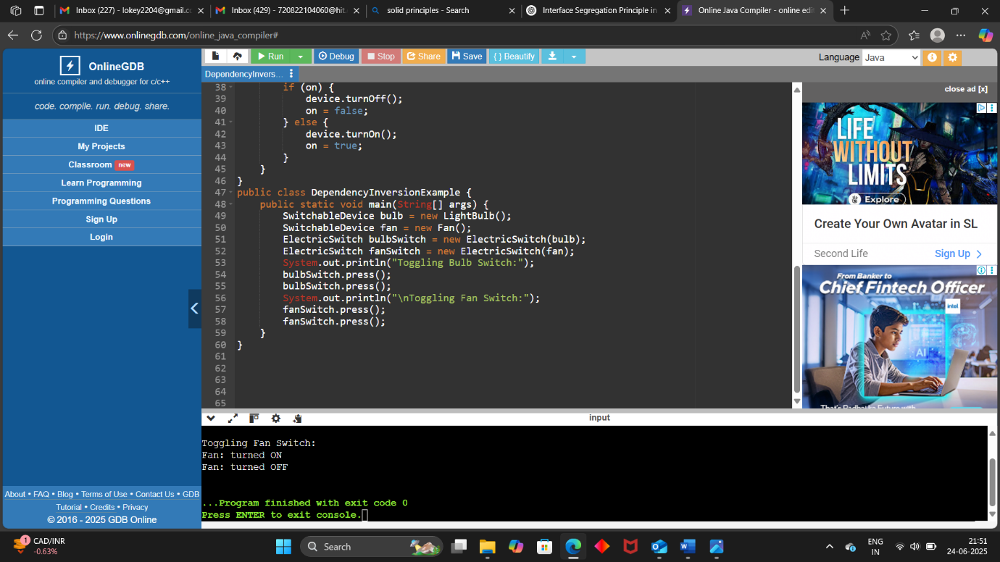 Inbox (227) - lokey2204@gmail.cc
Inbox (429) - 720822104060@hit.
solid principles - Search
Interface Segregation Principle in
Online Java Compiler - online edit
https://www.onlinegdb.com/online_java_compiler#
OnlineGDB
online compiler and debugger for c/c++
code. compile. run. debug. share.
IDE
My Projects
Classroom new
Learn Programming
Programming Questions
Sign Up
Login
About • FAQ • Blog • Terms of Use • Contact Us • GDB
Tutorial • Credits • Privacy
© 2016 - 2025 GDB Online
Run Debug Stop Share Save { } Beautify
Language Java
DependencyInvers...
38 if (on) {
39 device.turnOff();
40 on = false;
41 } else {
42 device.turnOn();
43 on = true;
44 }
45 }
46 }
47 public class DependencyInversionExample {
48 public static void main(String[] args) {
49 SwitchableDevice bulb = new LightBulb();
50 SwitchableDevice fan = new Fan();
51 ElectricSwitch bulbSwitch = new ElectricSwitch(bulb);
52 ElectricSwitch fanSwitch = new ElectricSwitch(fan);
53 System.out.println("Toggling Bulb Switch:");
54 bulbSwitch.press();
55 bulbSwitch.press();
56 System.out.println("\nToggling Fan Switch:");
57 fanSwitch.press();
58 fanSwitch.press();
59 }
60 }
61
62
63
64
65
close ad [x]
LIFE
WITHOUT
LIMITS
Explore
Create Your Own Avatar in SL
Second Life
Sign Up
From Banker to
Chief Fintech Officer
intel
AI
input
Toggling Fan Switch:
Fan: turned ON
Fan: turned OFF
...Program finished with exit code 0
Press ENTER to exit console.
1
CAD/INR
-0.63%
Search
ENG
IN
21:51
24-06-2025